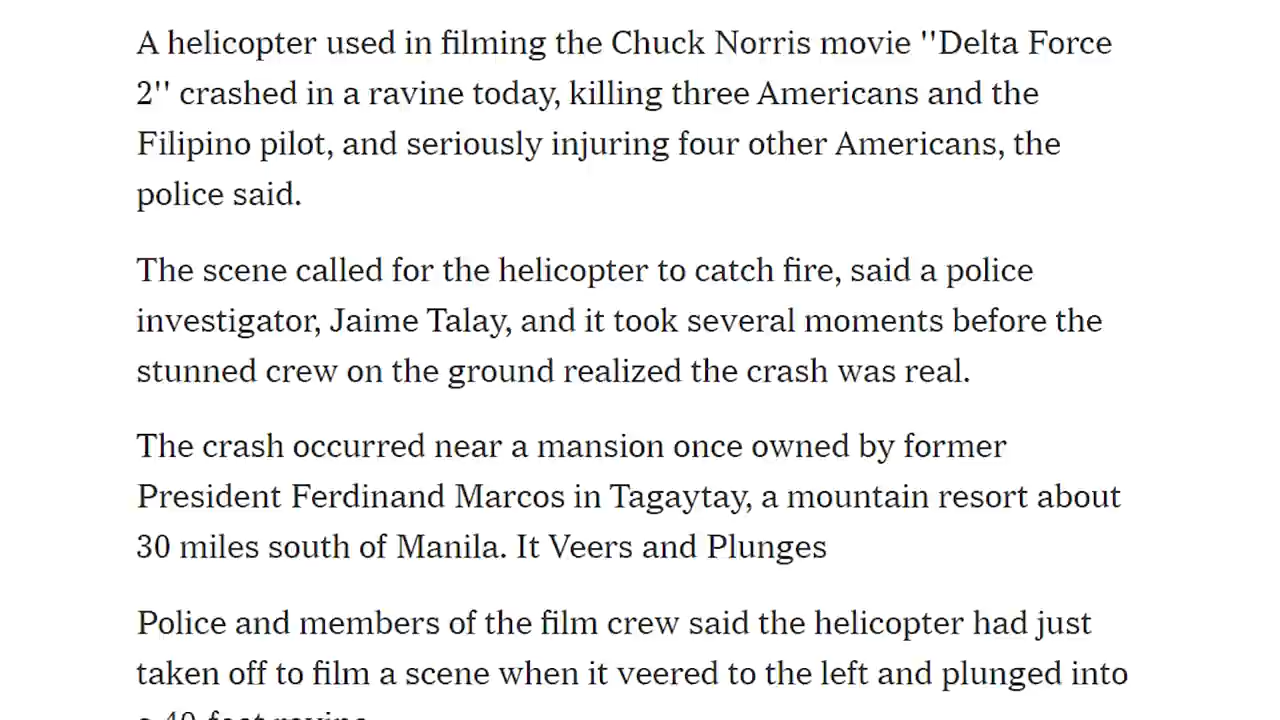 A helicopter used in filming the Chuck Norris movie ''Delta Force
2'' crashed in a ravine today, killing three Americans and the
Filipino pilot, and seriously injuring four other Americans, the
police said.
The scene called for the helicopter to catch fire, said a police
investigator, Jaime Talay, and it took several moments before the
stunned crew on the ground realized the crash was real.
The crash occurred near a mansion once owned by former
President Ferdinand Marcos in Tagaytay, a mountain resort about
30 miles south of Manila. It Veers and Plunges
Police and members of the film crew said the helicopter had just
taken off to film a scene when it veered to the left and plunged into
a 40-foot ravine